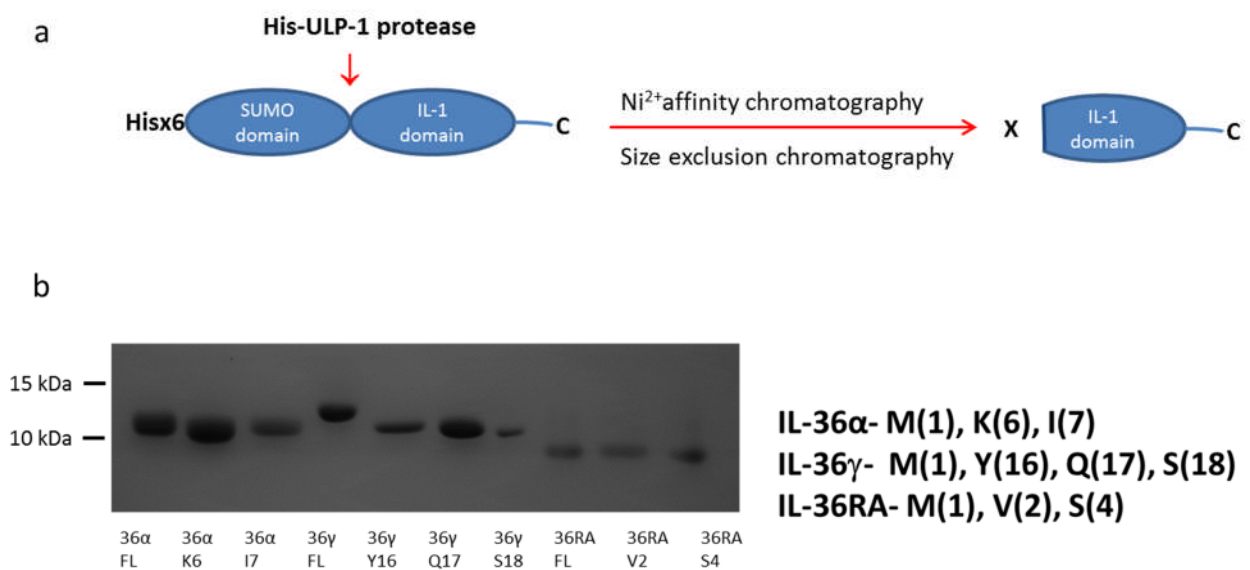 a
His-ULP-1 protease
Hisx6
SUMO
domain
IL-1
domain
C
Ni²⁺affinity chromatography
Size exclusion chromatography
X
IL-1
domain
C
b
15 kDa
10 kDa
36α
FL
36α
K6
36α
I7
36γ
FL
36γ
Y16
36γ
Q17
36γ
S18
36RA
FL
36RA
V2
36RA
S4
IL-36α- M(1), K(6), I(7)
IL-36γ- M(1), Y(16), Q(17), S(18)
IL-36RA- M(1), V(2), S(4)